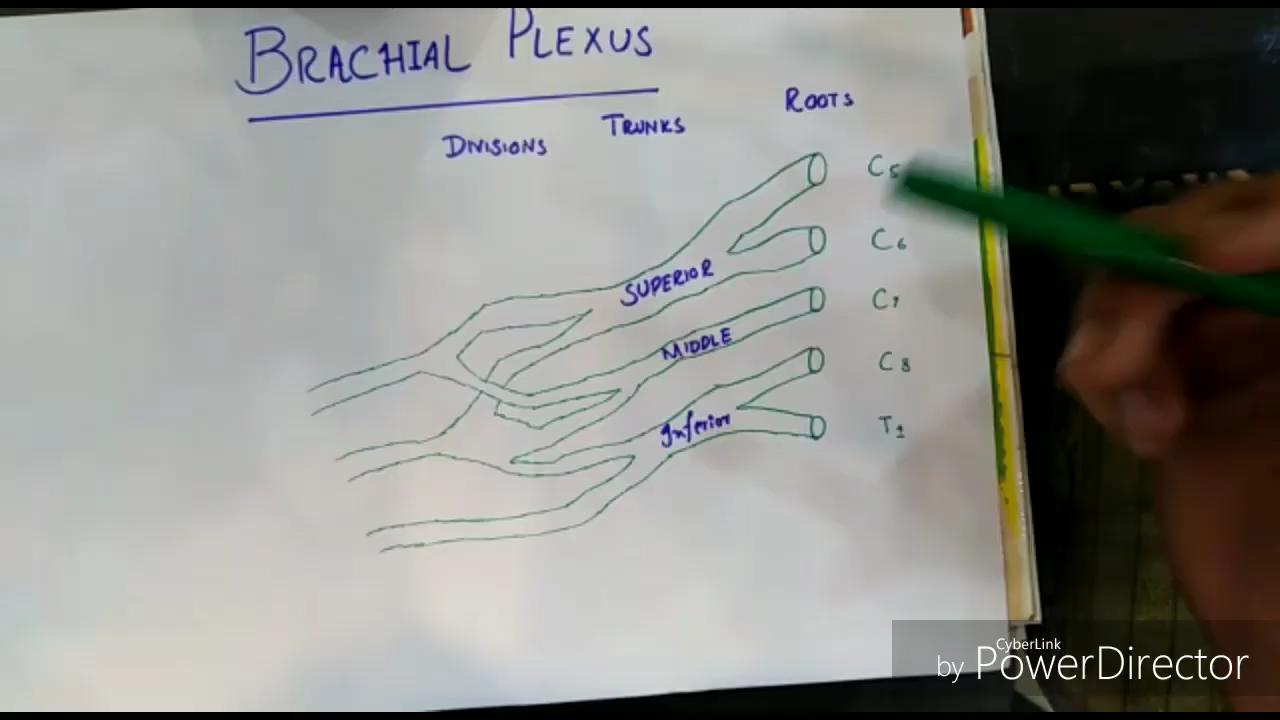 BRACHIAL PLEXUS
DIVISIONS TRUNKS ROOTS
C5
C6
SUPERIOR
C7
MIDDLE
C8
Inferior
T1
CyberLink
by PowerDirector